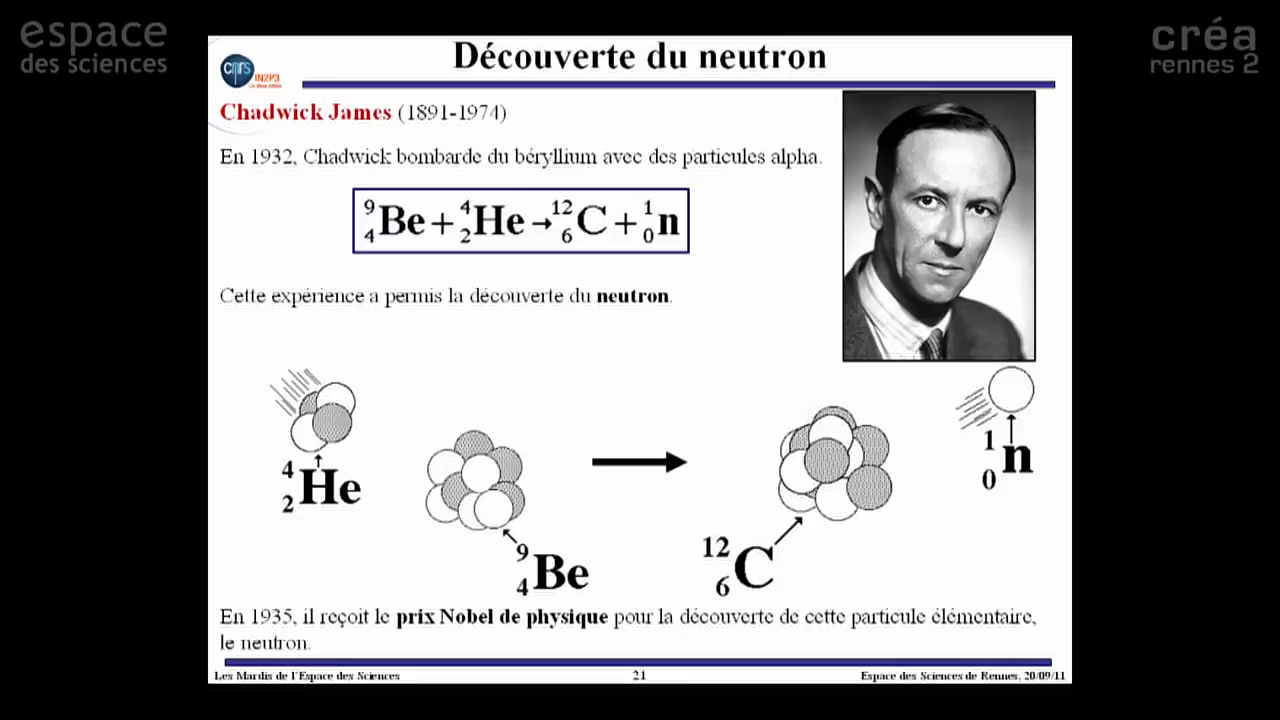 espace
des sciences
créa
rennes 2
Découverte du neutron
cnrs
IN2P3
Chadwick James (1891-1974)
En 1932, Chadwick bombarde du béryllium avec des particules alpha.
⁹₄Be + ⁴₂He → ¹²₆C + ¹₀n
Cette expérience a permis la découverte du neutron.
⁴₂He
⁹₄Be
¹²₆C
¹₀n
En 1935, il reçoit le prix Nobel de physique pour la découverte de cette particule élémentaire,
le neutron.
Les Mardis de l'Espace des Sciences
21
Espace des Sciences de Rennes, 20/09/11